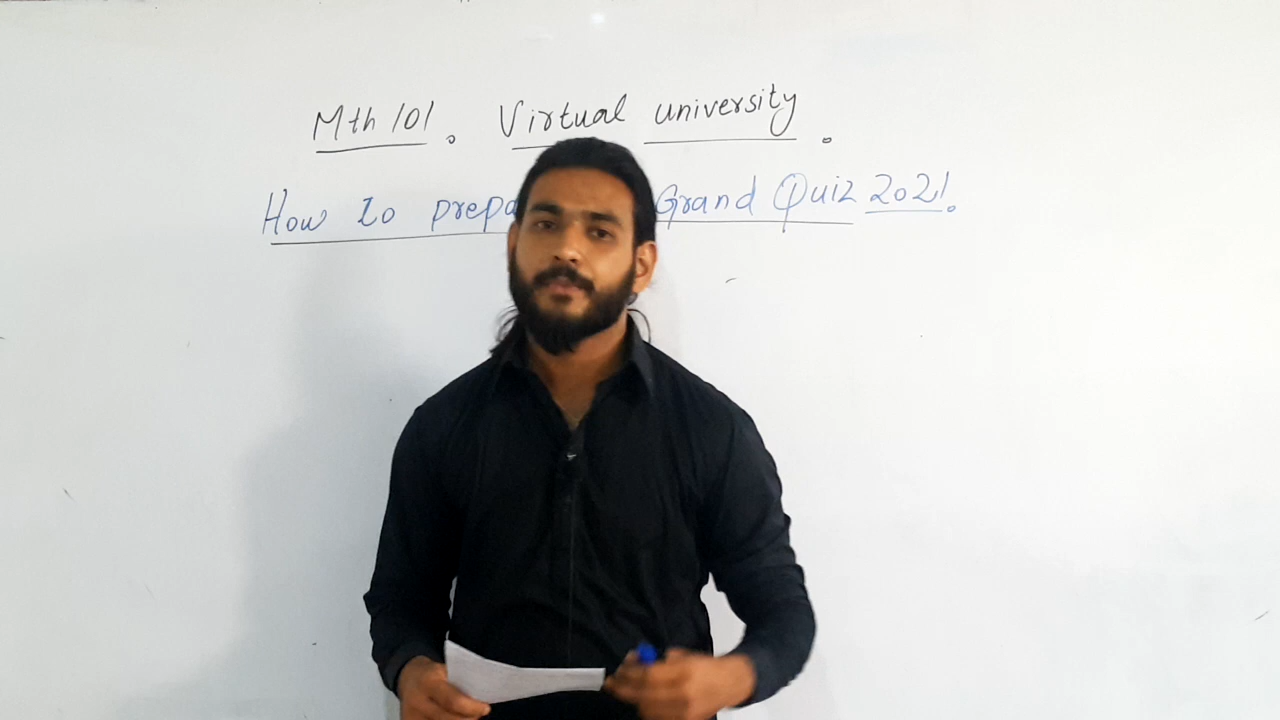 Mth 101. Virtual university.
How to prepa Grand Quiz 2021.